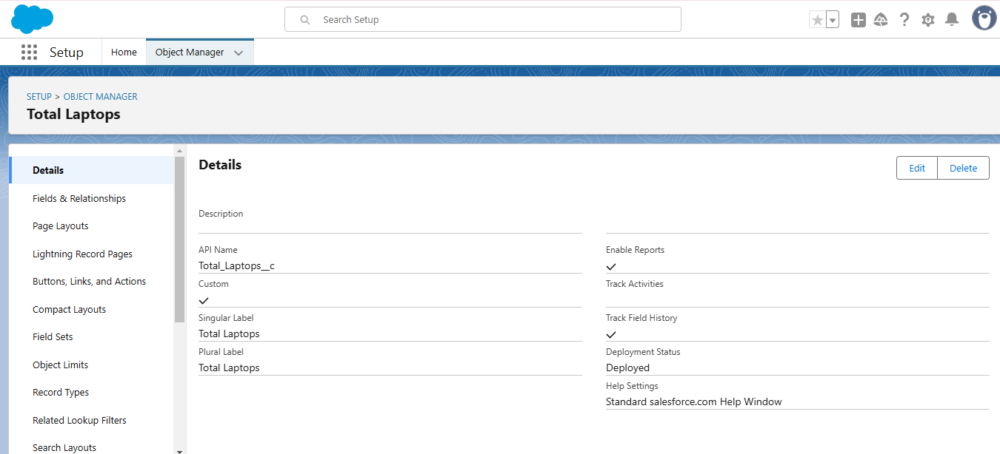 Search Setup
Setup
Home
Object Manager
SETUP > OBJECT MANAGER
Total Laptops
Details
Fields & Relationships
Page Layouts
Lightning Record Pages
Buttons, Links, and Actions
Compact Layouts
Field Sets
Object Limits
Record Types
Related Lookup Filters
Search Layouts
Details
Edit
Delete
Description
API Name
Total_Laptops__c
Custom
Singular Label
Total Laptops
Plural Label
Total Laptops
Enable Reports
Track Activities
Track Field History
Deployment Status
Deployed
Help Settings
Standard salesforce.com Help Window